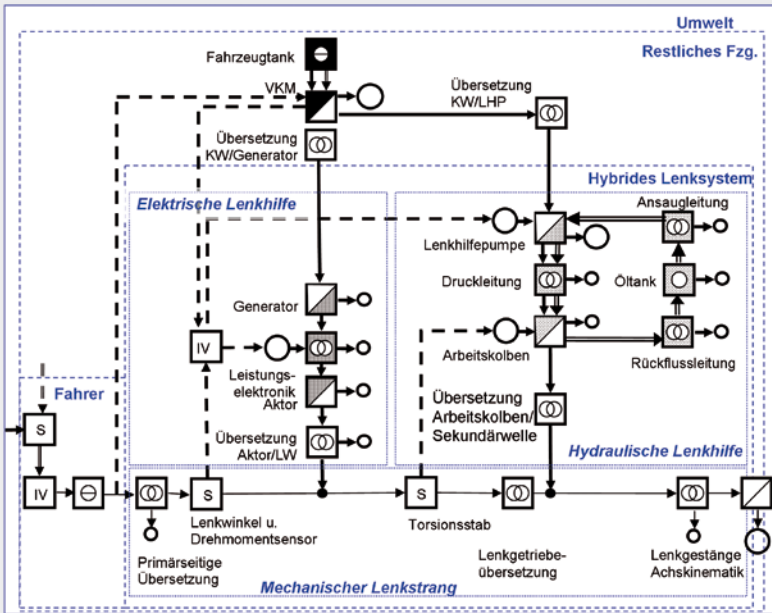 Umwelt
Restliches Fzg.
Fahrzeugtank
VKM
Übersetzung
KW/LHP
Übersetzung
KW/Generator
Hybrides Lenksystem
Elektrische Lenkhilfe
Ansaugleitung
Lenkhilfepumpe
Druckleitung
Öltank
Generator
IV
Arbeitskolben
Rückflussleitung
Leistungs-
elektronik
Aktor
Übersetzung
Arbeitskolben/
Sekundärwelle
Übersetzung
Aktor/LW
Fahrer
S
Hydraulische Lenkhilfe
IV
S
S
Lenkwinkel u.
Drehmomentsensor
Torsionsstab
Primärseitige
Übersetzung
Lenkgetriebe-
übersetzung
Lenkgestänge
Achskinematik
Mechanischer Lenkstrang